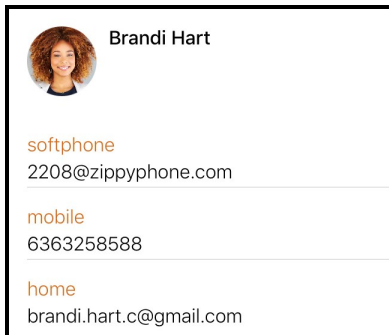 Brandi Hart
softphone
2208@zippyphone.com
mobile
6363258588
home
brandi.hart.c@gmail.com